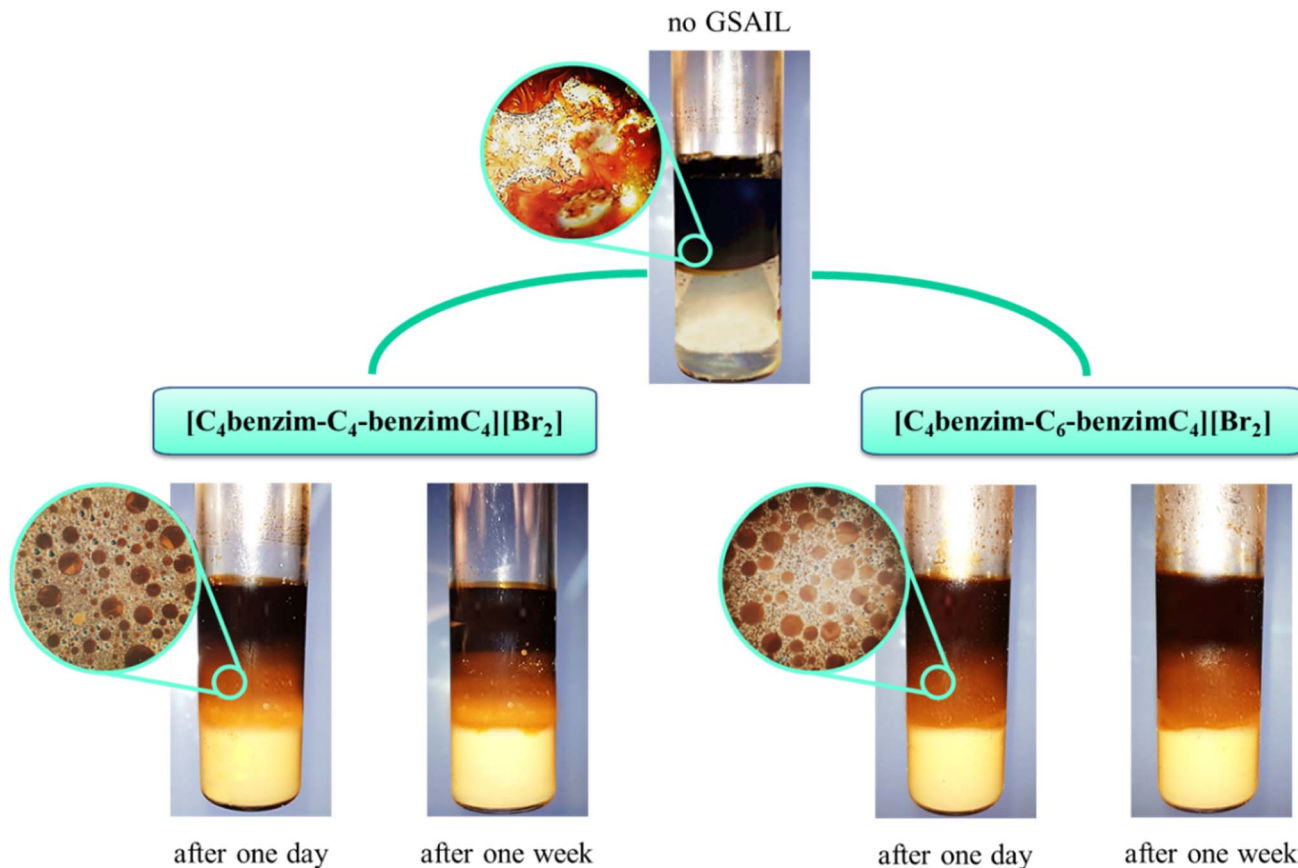 no GSAIL
[C₄benzim-C₄-benzimC₄][Br₂]
[C₄benzim-C₆-benzimC₄][Br₂]
after one day
after one week
after one day
after one week